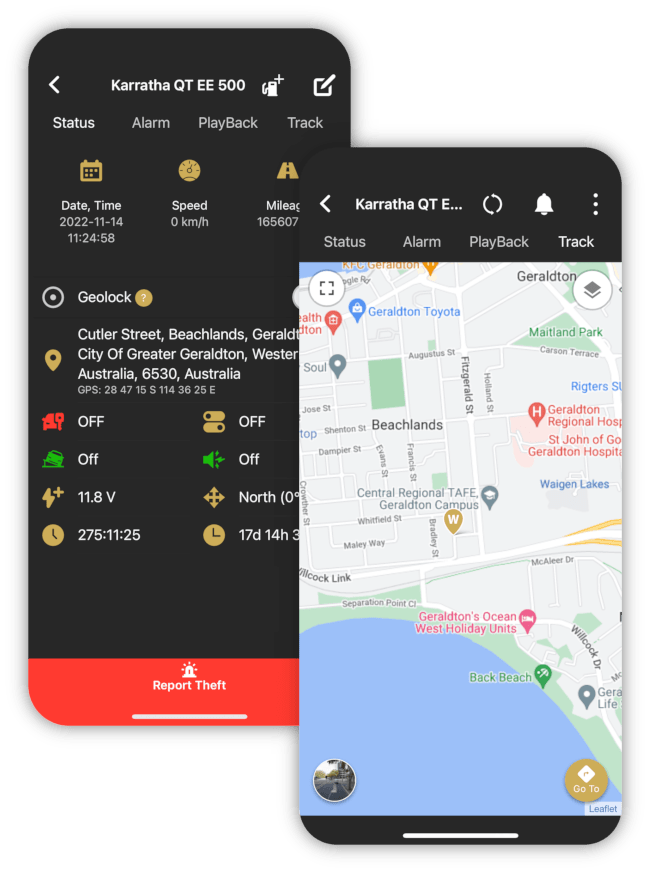 Karratha QT EE 500
Status Alarm PlayBack Track
Date, Time
2022-11-14
11:24:58
Speed
0 km/h
Mileag
165607
Geolock ?
Cutler Street, Beachlands, Geraldt
City Of Greater Geraldton, Wester
Australia, 6530, Australia
GPS: 28 47 15 S 114 36 25 E
OFF OFF
Off Off
11.8 V North (0°
275:11:25 17d 14h 3
Report Theft
Karratha QT E...
Status Alarm PlayBack Track
KFC Geraldton
Geraldton
ogle Ry
Geraldton Toyota
ealth
dton
Maitland Park
Augustus St
Carson Terrace
Soul
Fitzgerald St
Holland St
Rigters SU
Jose St
Geraldton
Regional Hosp
top
Shenton St
Beachlands
St John of Go
Geraldton Hospita
Dampier St
Evans St
Francis St
Crowther St
Waigen Lakes
Central Regional TAFE,
Geraldton Campus
W
Whitfield St
Bradley St
Maley Way
McAleer Dr
illcock Link
Separation Point Cl
Geraldton's Ocean
West Holiday Units
Willcock Dr
Back Beach
Gera
Life
Go To
Leaflet